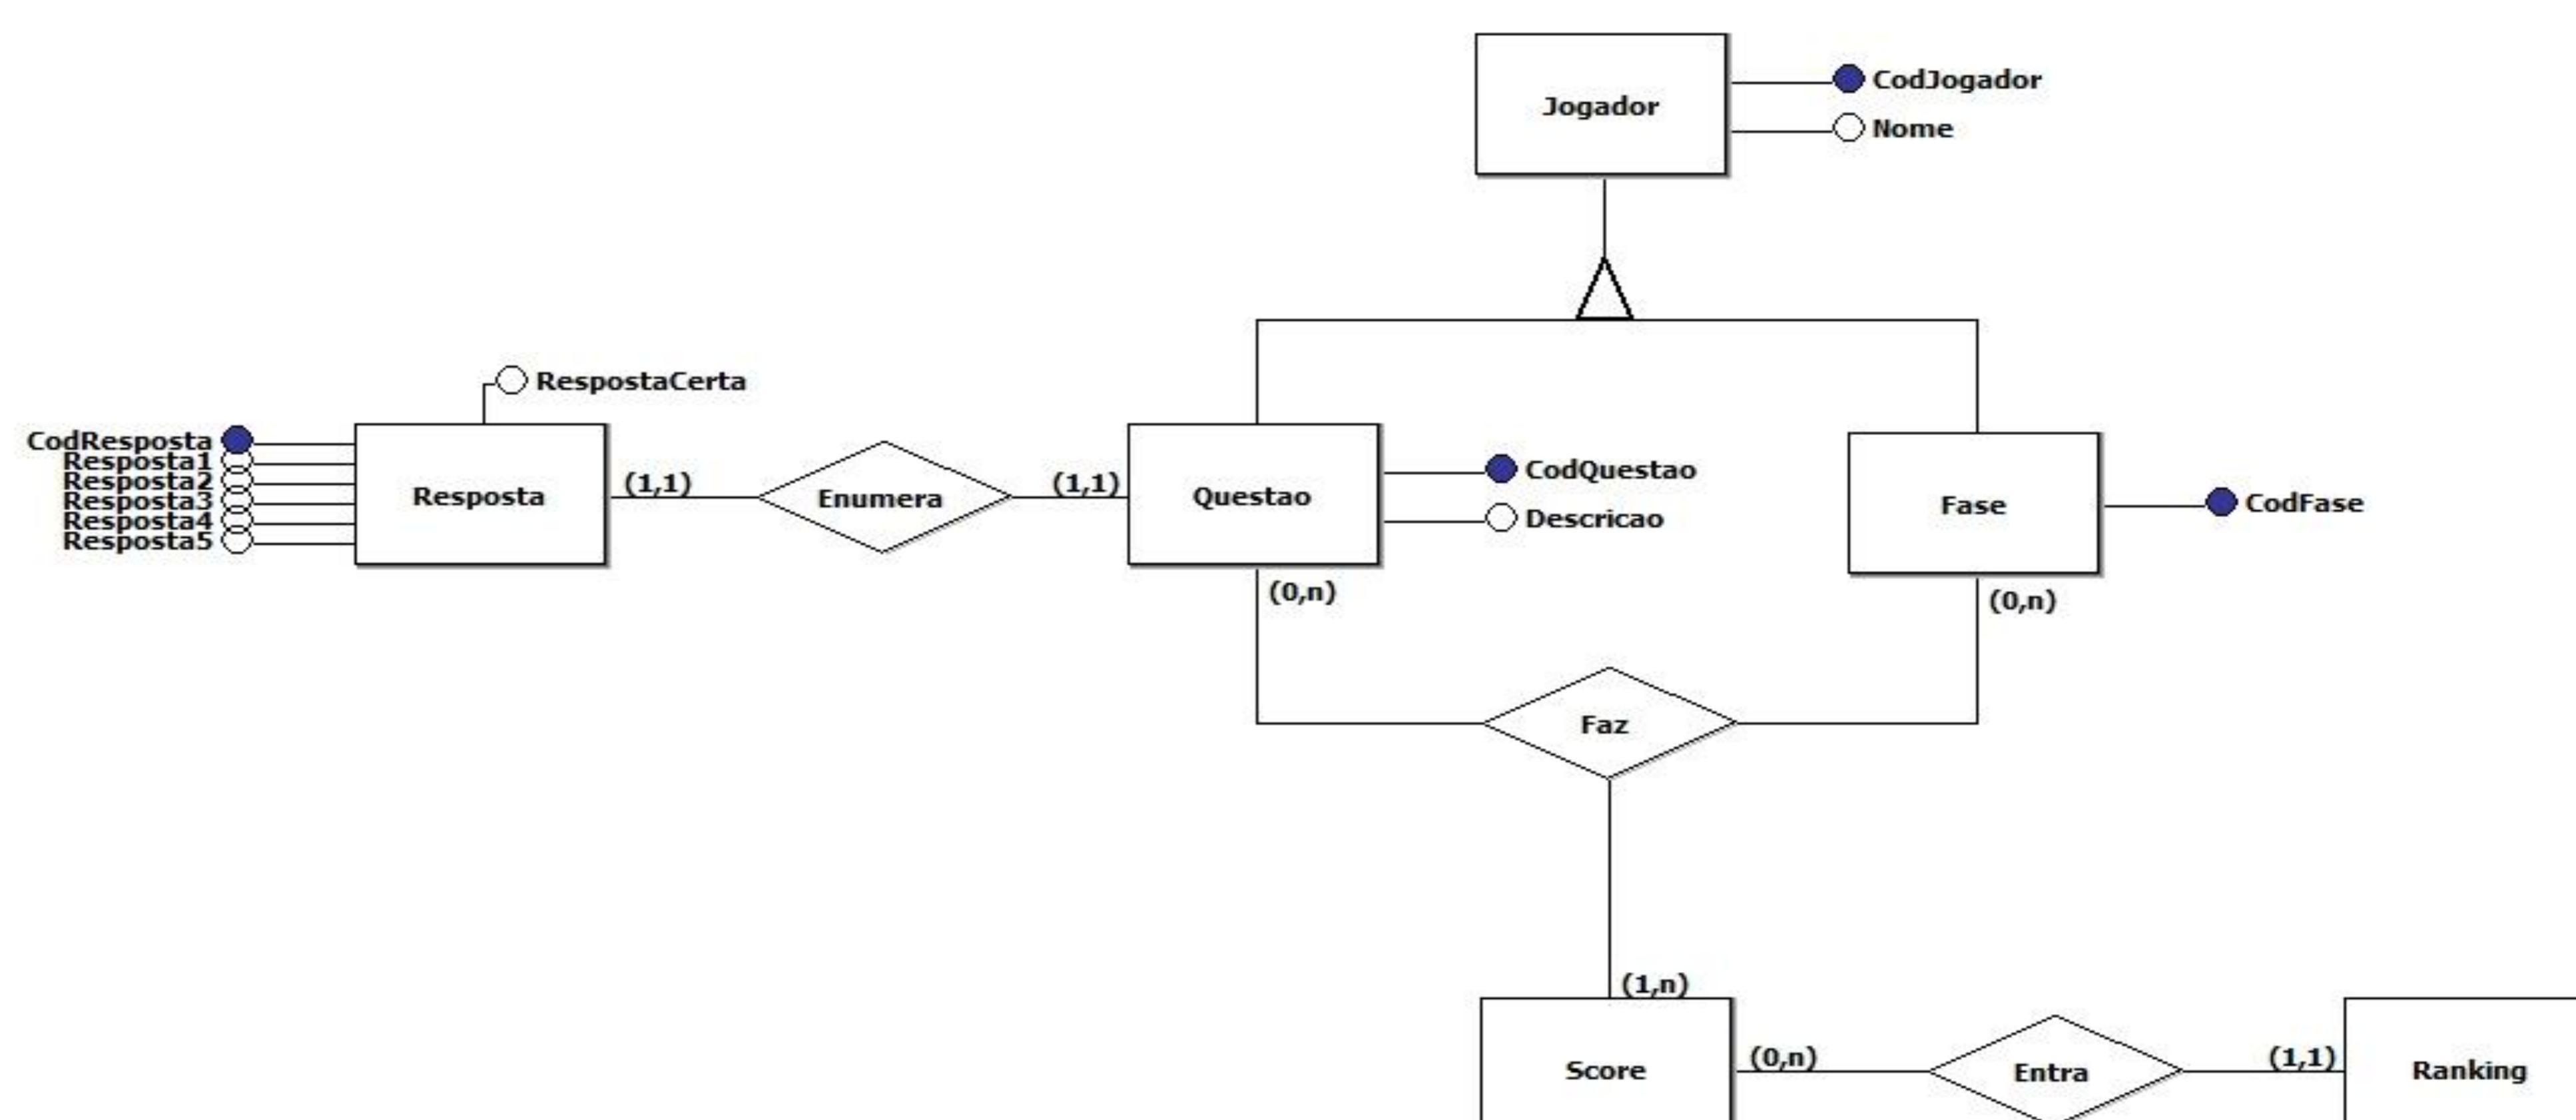 Jogador
CodJogador
Nome
RespostaCerta
CodResposta
Resposta1
Resposta2
Resposta3
Resposta4
Resposta5
Resposta
(1,1)
Enumera
(1,1)
Questao
CodQuestao
Descricao
Fase
CodFase
(0,n)
(0,n)
Faz
(1,n)
Score
(0,n)
Entra
(1,1)
Ranking